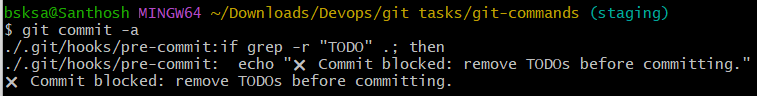 bsksa@Santhosh MINGW64 ~/Downloads/Devops/git tasks/git-commands (staging)
$ git commit -a
./.git/hooks/pre-commit:if grep -r "TODO" .; then
./.git/hooks/pre-commit:  echo "❌ Commit blocked: remove TODOs before committing."
❌ Commit blocked: remove TODOs before committing.